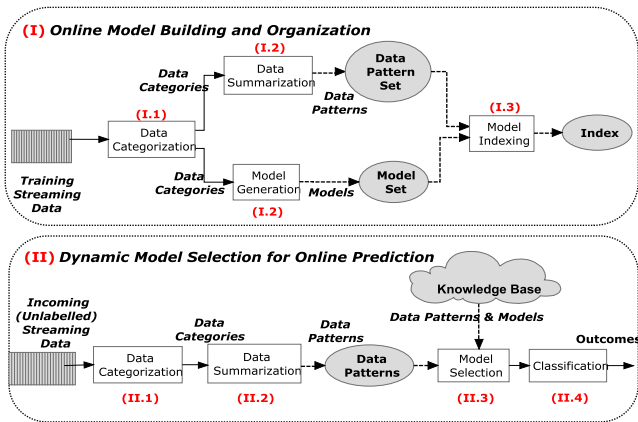 (I) Online Model Building and Organization
(I.2)
Data
Summarization
Data
Pattern
Set
Data
Categories
Data
Patterns
(I.1)
Data
Categorization
(I.3)
Model
Indexing
Index
Training
Streaming
Data
Data
Categories
Model
Generation
Models
Model
Set
(I.2)
(II) Dynamic Model Selection for Online Prediction
Knowledge Base
Incoming
(Unlabelled)
Streaming
Data
Data
Categories
Data
Patterns
Data Patterns & Models
Outcomes
Data
Categorization
Data
Summarization
Data
Patterns
Model
Selection
Classification
(II.1)
(II.2)
(II.3)
(II.4)